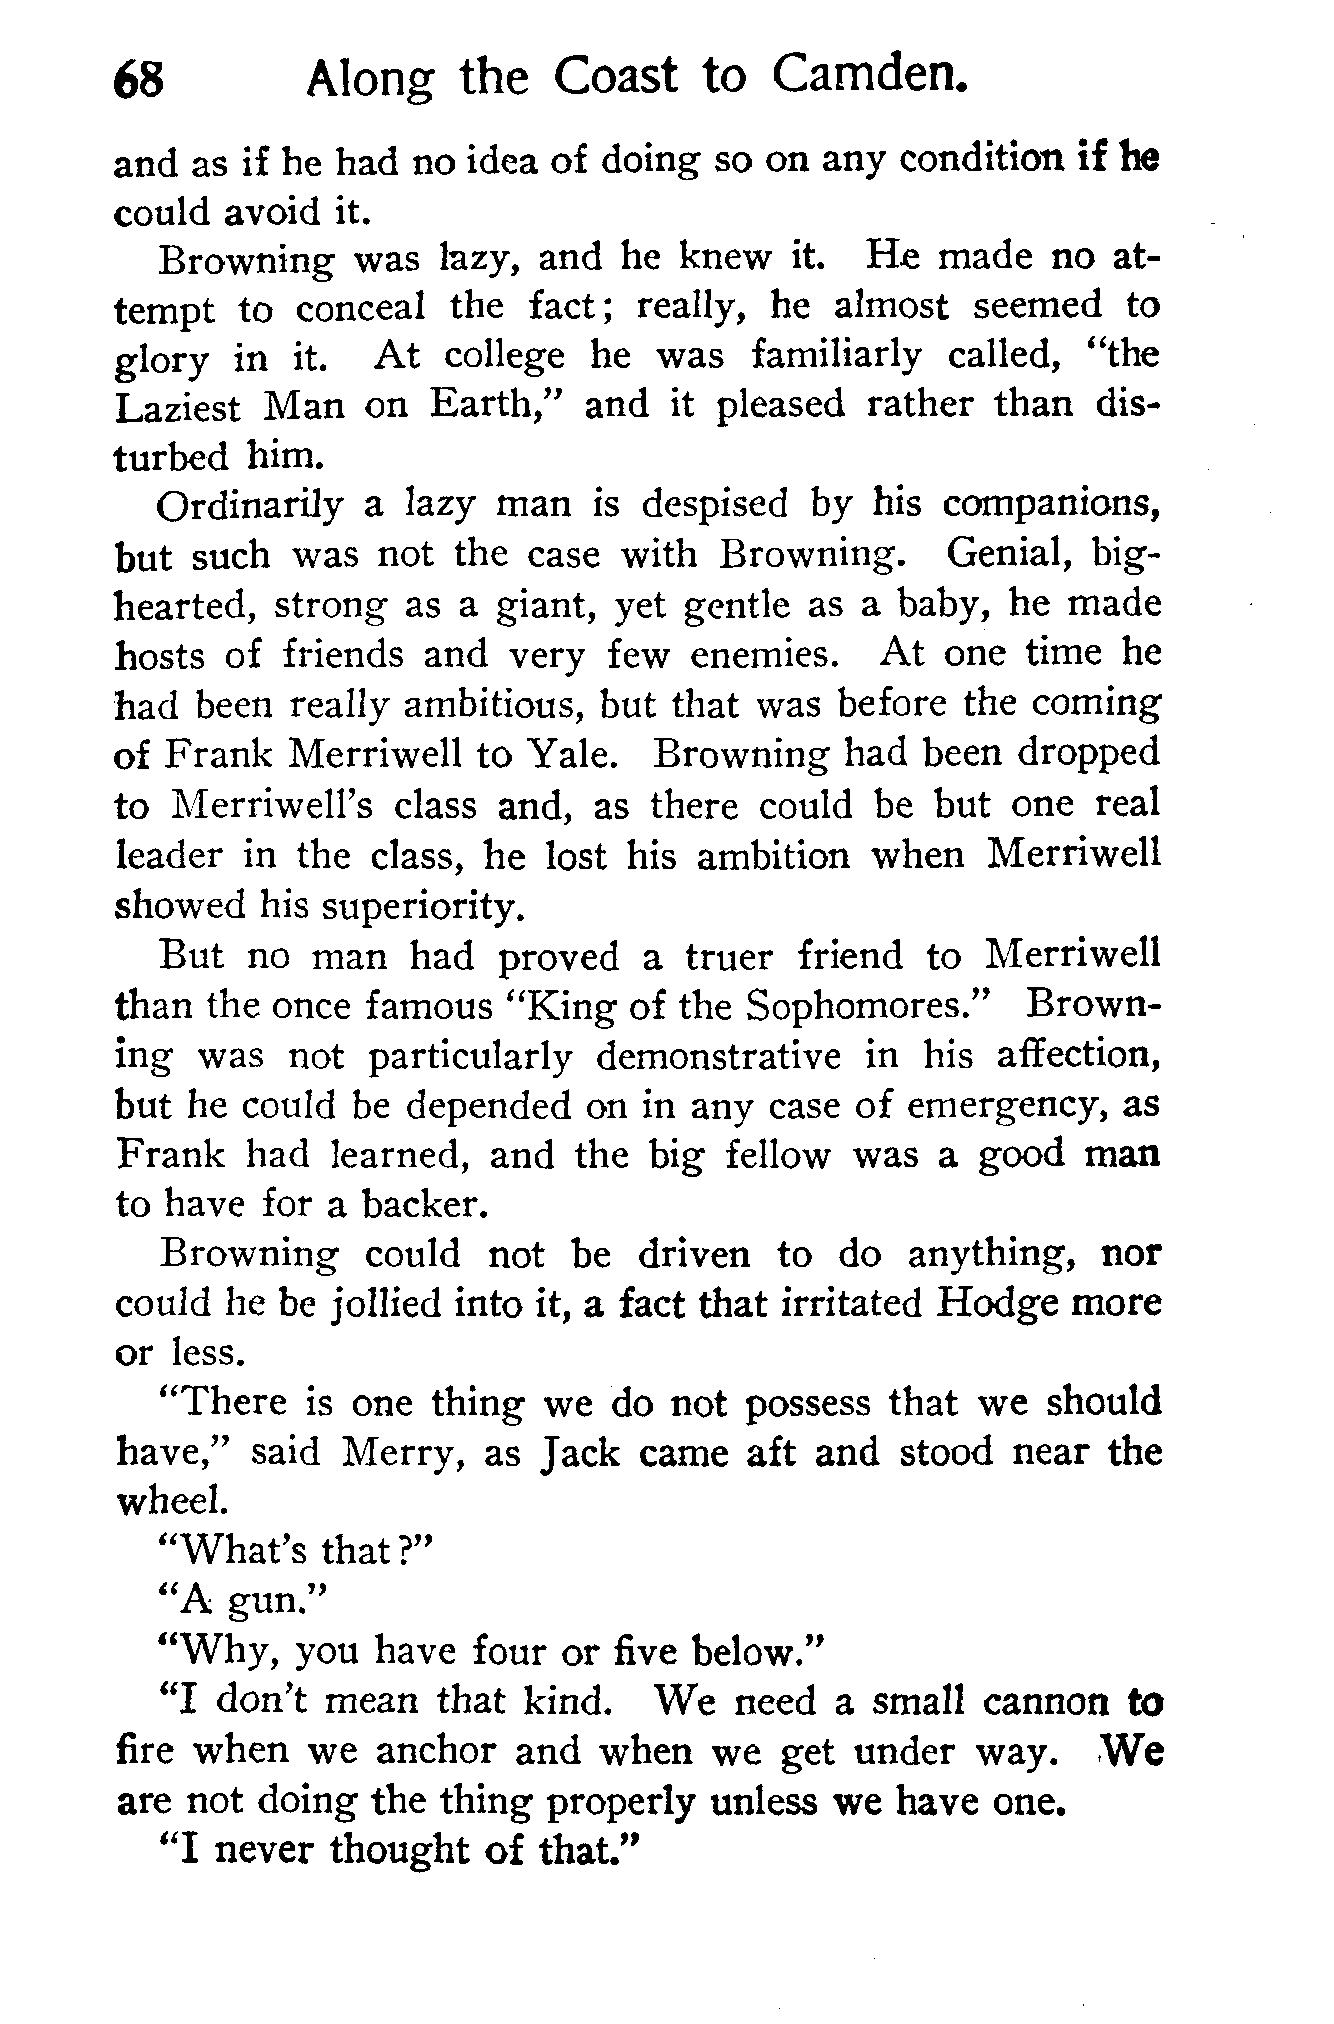 68 Along the Coast to Camden.
and as if he had no idea of doing so on any condition if he
could avoid it.
Browning was lazy, and he knew it. He made no at-
tempt to conceal the fact; really, he almost seemed to
glory in it. At college he was familiarly called, "the
Laziest Man on Earth," and it pleased rather than dis-
turbed him.
Ordinarily a lazy man is despised by his companions,
but such was not the case with Browning. Genial, big-
hearted, strong as a giant, yet gentle as a baby, he made
hosts of friends and very few enemies. At one time he
had been really ambitious, but that was before the coming
of Frank Merriwell to Yale. Browning had been dropped
to Merriwell's class and, as there could be but one real
leader in the class, he lost his ambition when Merriwell
showed his superiority.
But no man had proved a truer friend to Merriwell
than the once famous "King of the Sophomores." Brown-
ing was not particularly demonstrative in his affection,
but he could be depended on in any case of emergency, as
Frank had learned, and the big fellow was a good man
to have for a backer.
Browning could not be driven to do anything, nor
could he be jollied into it, a fact that irritated Hodge more
or less.
"There is one thing we do not possess that we should
have," said Merry, as Jack came aft and stood near the
wheel.
"What's that?"
"A gun."
"Why, you have four or five below."
"I don't mean that kind. We need a small cannon to
fire when we anchor and when we get under way. We
are not doing the thing properly unless we have one.
"I never thought of that."